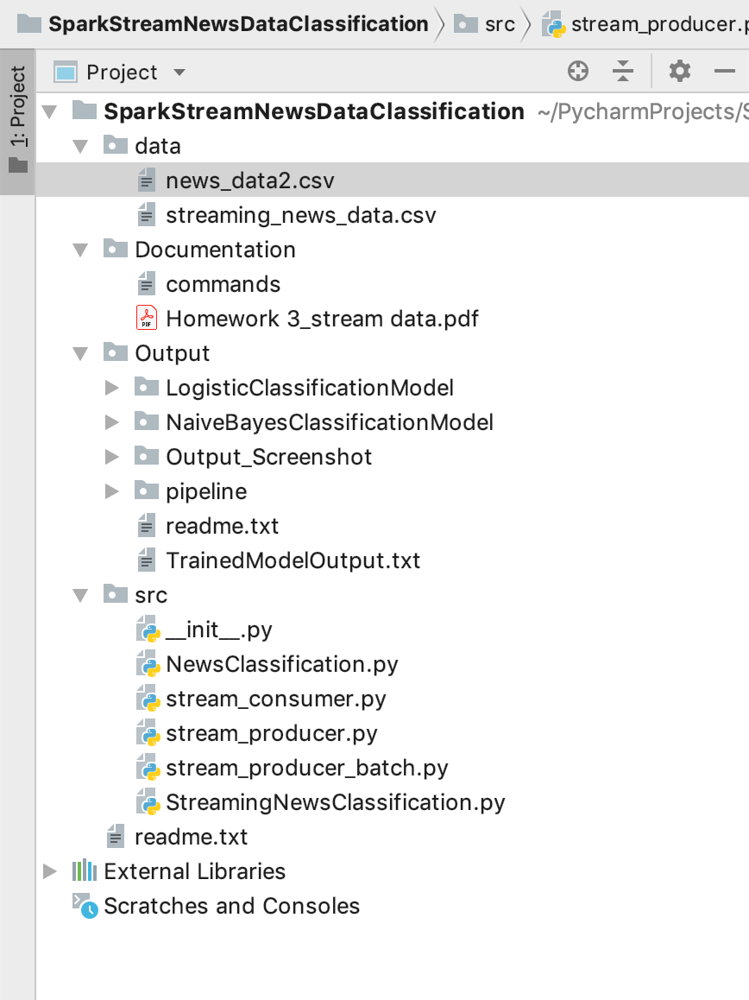 SparkStreamNewsDataClassification src stream_producer.p
1: Project
Project
SparkStreamNewsDataClassification ~/PycharmProjects/S
data
news_data2.csv
streaming_news_data.csv
Documentation
commands
PDF Homework 3_stream data.pdf
Output
LogisticClassificationModel
NaiveBayesClassificationModel
Output_Screenshot
pipeline
readme.txt
TrainedModelOutput.txt
src
__init__.py
NewsClassification.py
stream_consumer.py
stream_producer.py
stream_producer_batch.py
StreamingNewsClassification.py
readme.txt
External Libraries
Scratches and Consoles